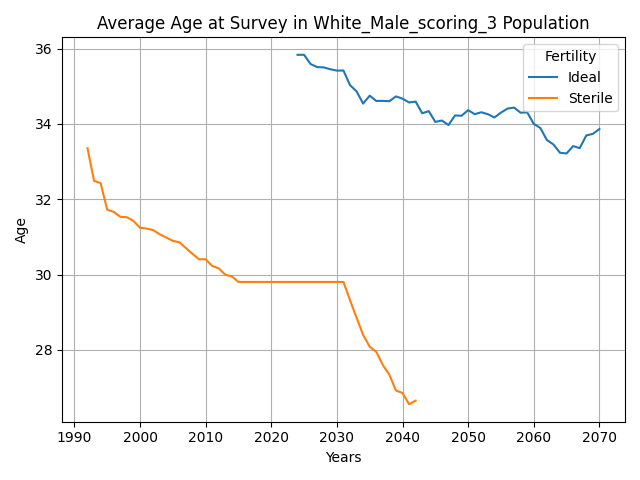 Average Age at Survey in White_Male_scoring_3 Population
Fertility
Ideal
Sterile
Age
36
34
32
30
28
1990
2000
2010
2020
2030
2040
2050
2060
2070
Years